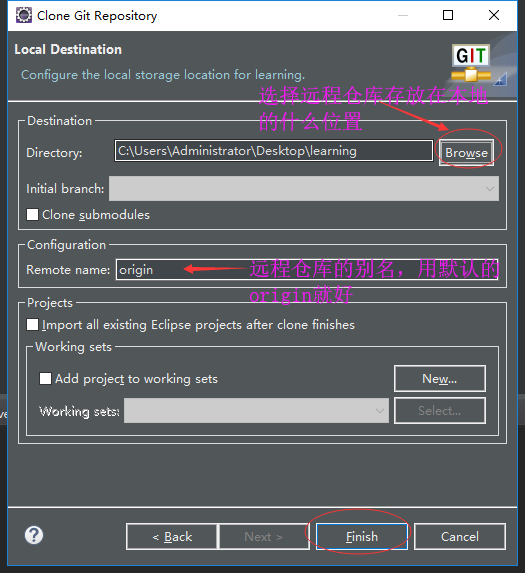 Clone Git Repository
Local Destination
Configure the local storage location for learning.
GIT
选择远程仓库存放在本地
的什么位置
Destination
Directory: C:\Users\Administrator\Desktop\learning Browse
Initial branch:
Clone submodules
Configuration
Remote name: origin
远程仓库的别名，用默认的
origin就好
Projects
Import all existing Eclipse projects after clone finishes
Working sets
Add project to working sets New...
Working sets: Select...
? < Back Next > Finish Cancel